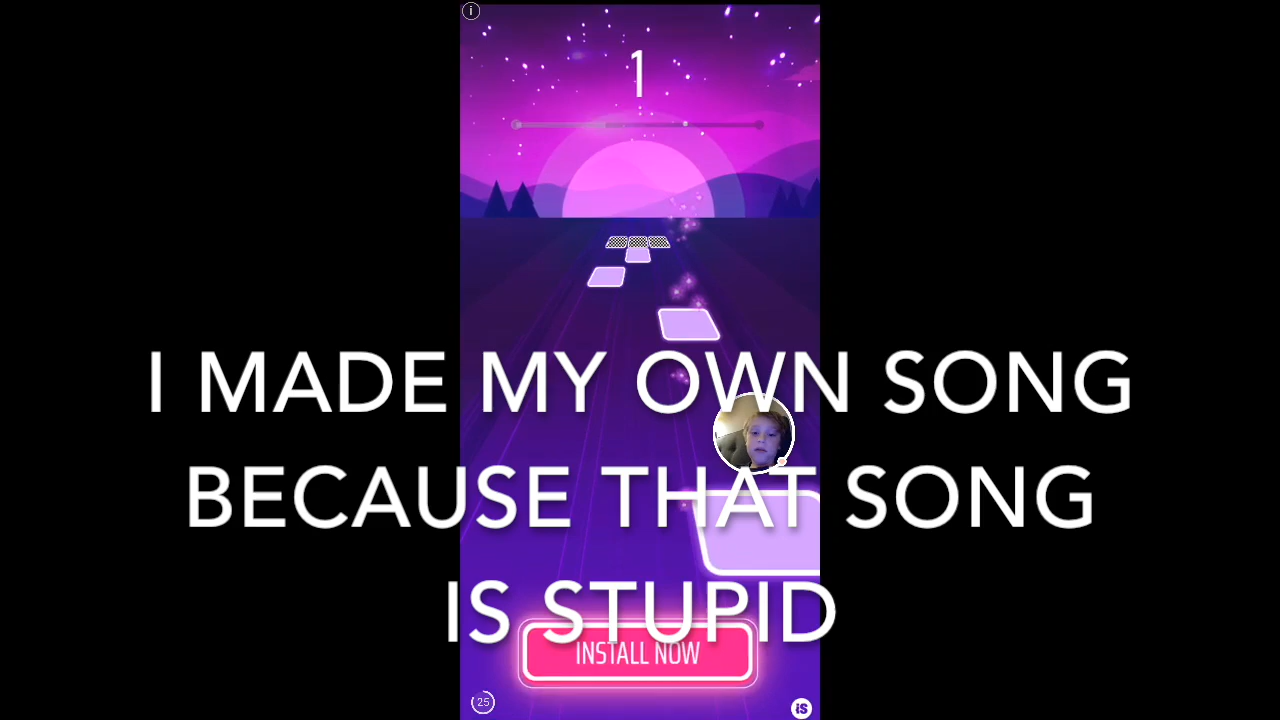 i
1
I MADE MY OWN SONG
BECAUSE THAT SONG
IS STUPID
INSTALL NOW
25
iS